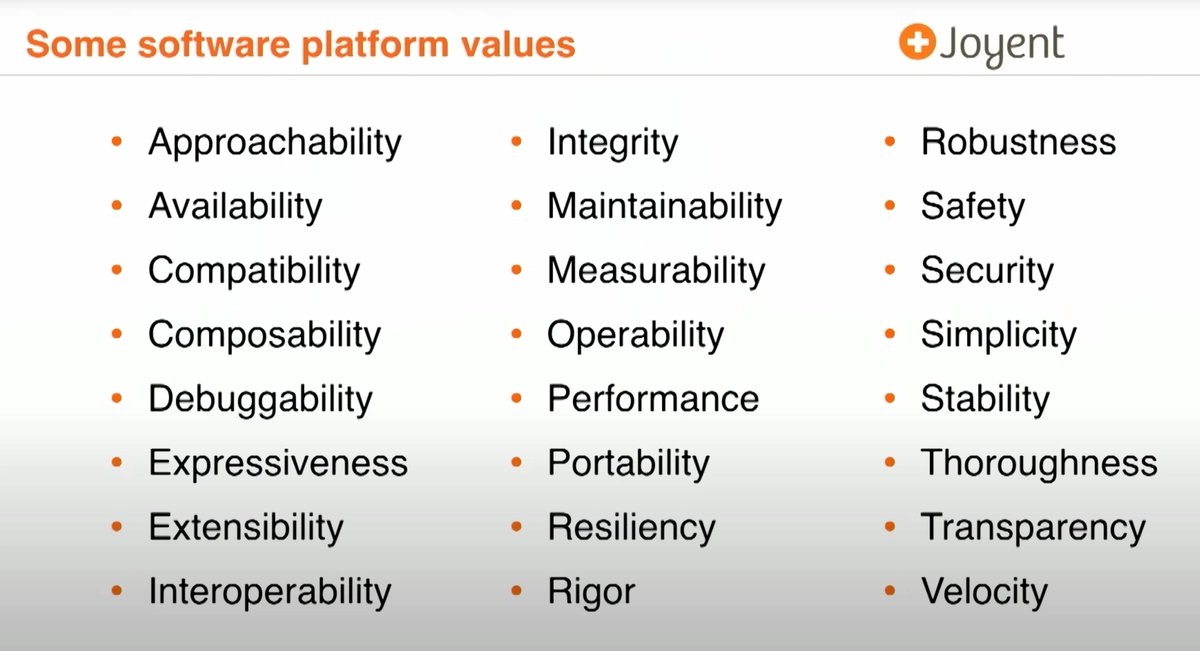 Some software platform values
Joyent
• Approachability
• Availability
• Compatibility
• Composability
• Debuggability
• Expressiveness
• Extensibility
• Interoperability
• Integrity
• Maintainability
• Measurability
• Operability
• Performance
• Portability
• Resiliency
• Rigor
• Robustness
• Safety
• Security
• Simplicity
• Stability
• Thoroughness
• Transparency
• Velocity